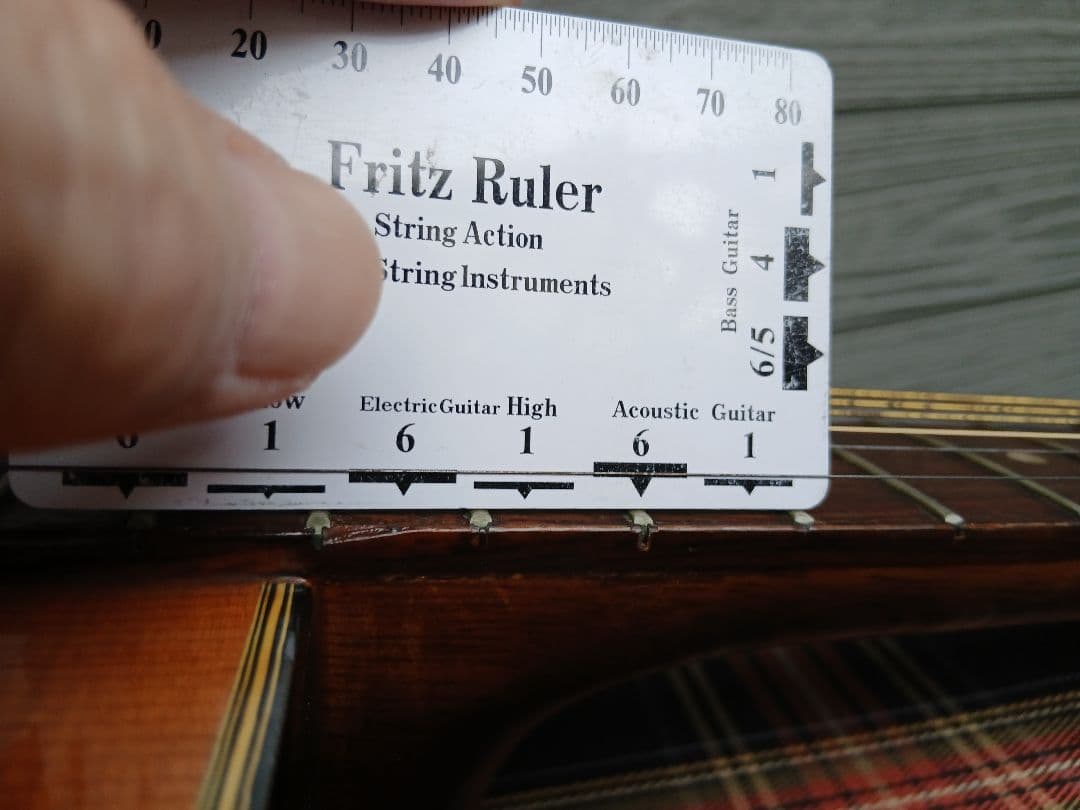 20 30 40 50 60 70 80
Fritz Ruler
String Action
String Instruments
Bass Guitar
1
4
6/5
Electric Guitar High
Acoustic Guitar
1 6 1 6 1